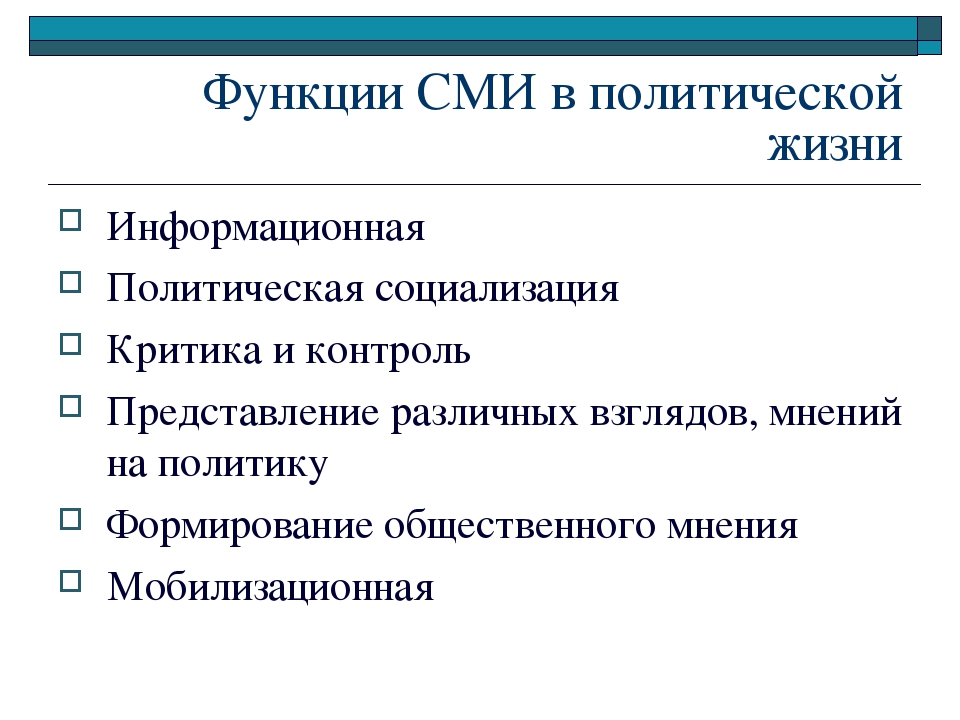 Функции СМИ в политической
жизни
Информационная
Политическая социализация
Критика и контроль
Представление различных взглядов, мнений
на политику
Формирование общественного мнения
Мобилизационная